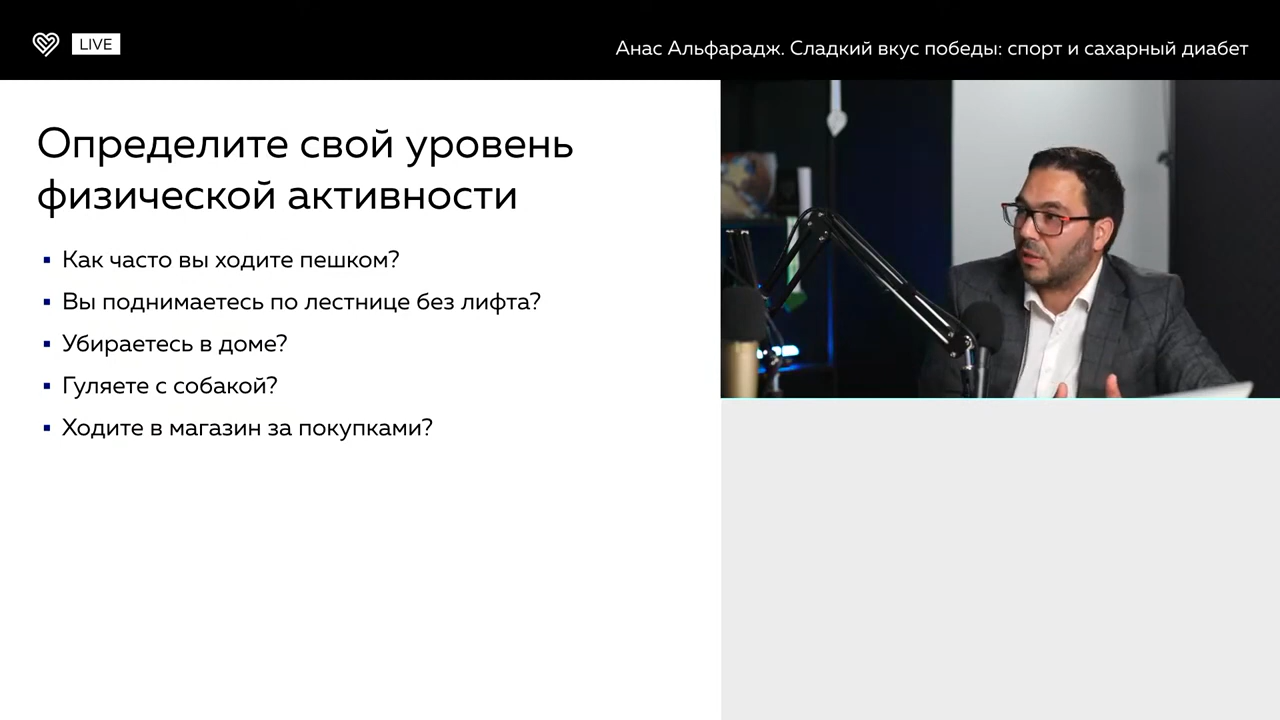 LIVE
Анас Альфарадж. Сладкий вкус победы: спорт и сахарный диабет
Определите свой уровень
физической активности
Как часто вы ходите пешком?
Вы поднимаетесь по лестнице без лифта?
Убираетесь в доме?
Гуляете с собакой?
Ходите в магазин за покупками?